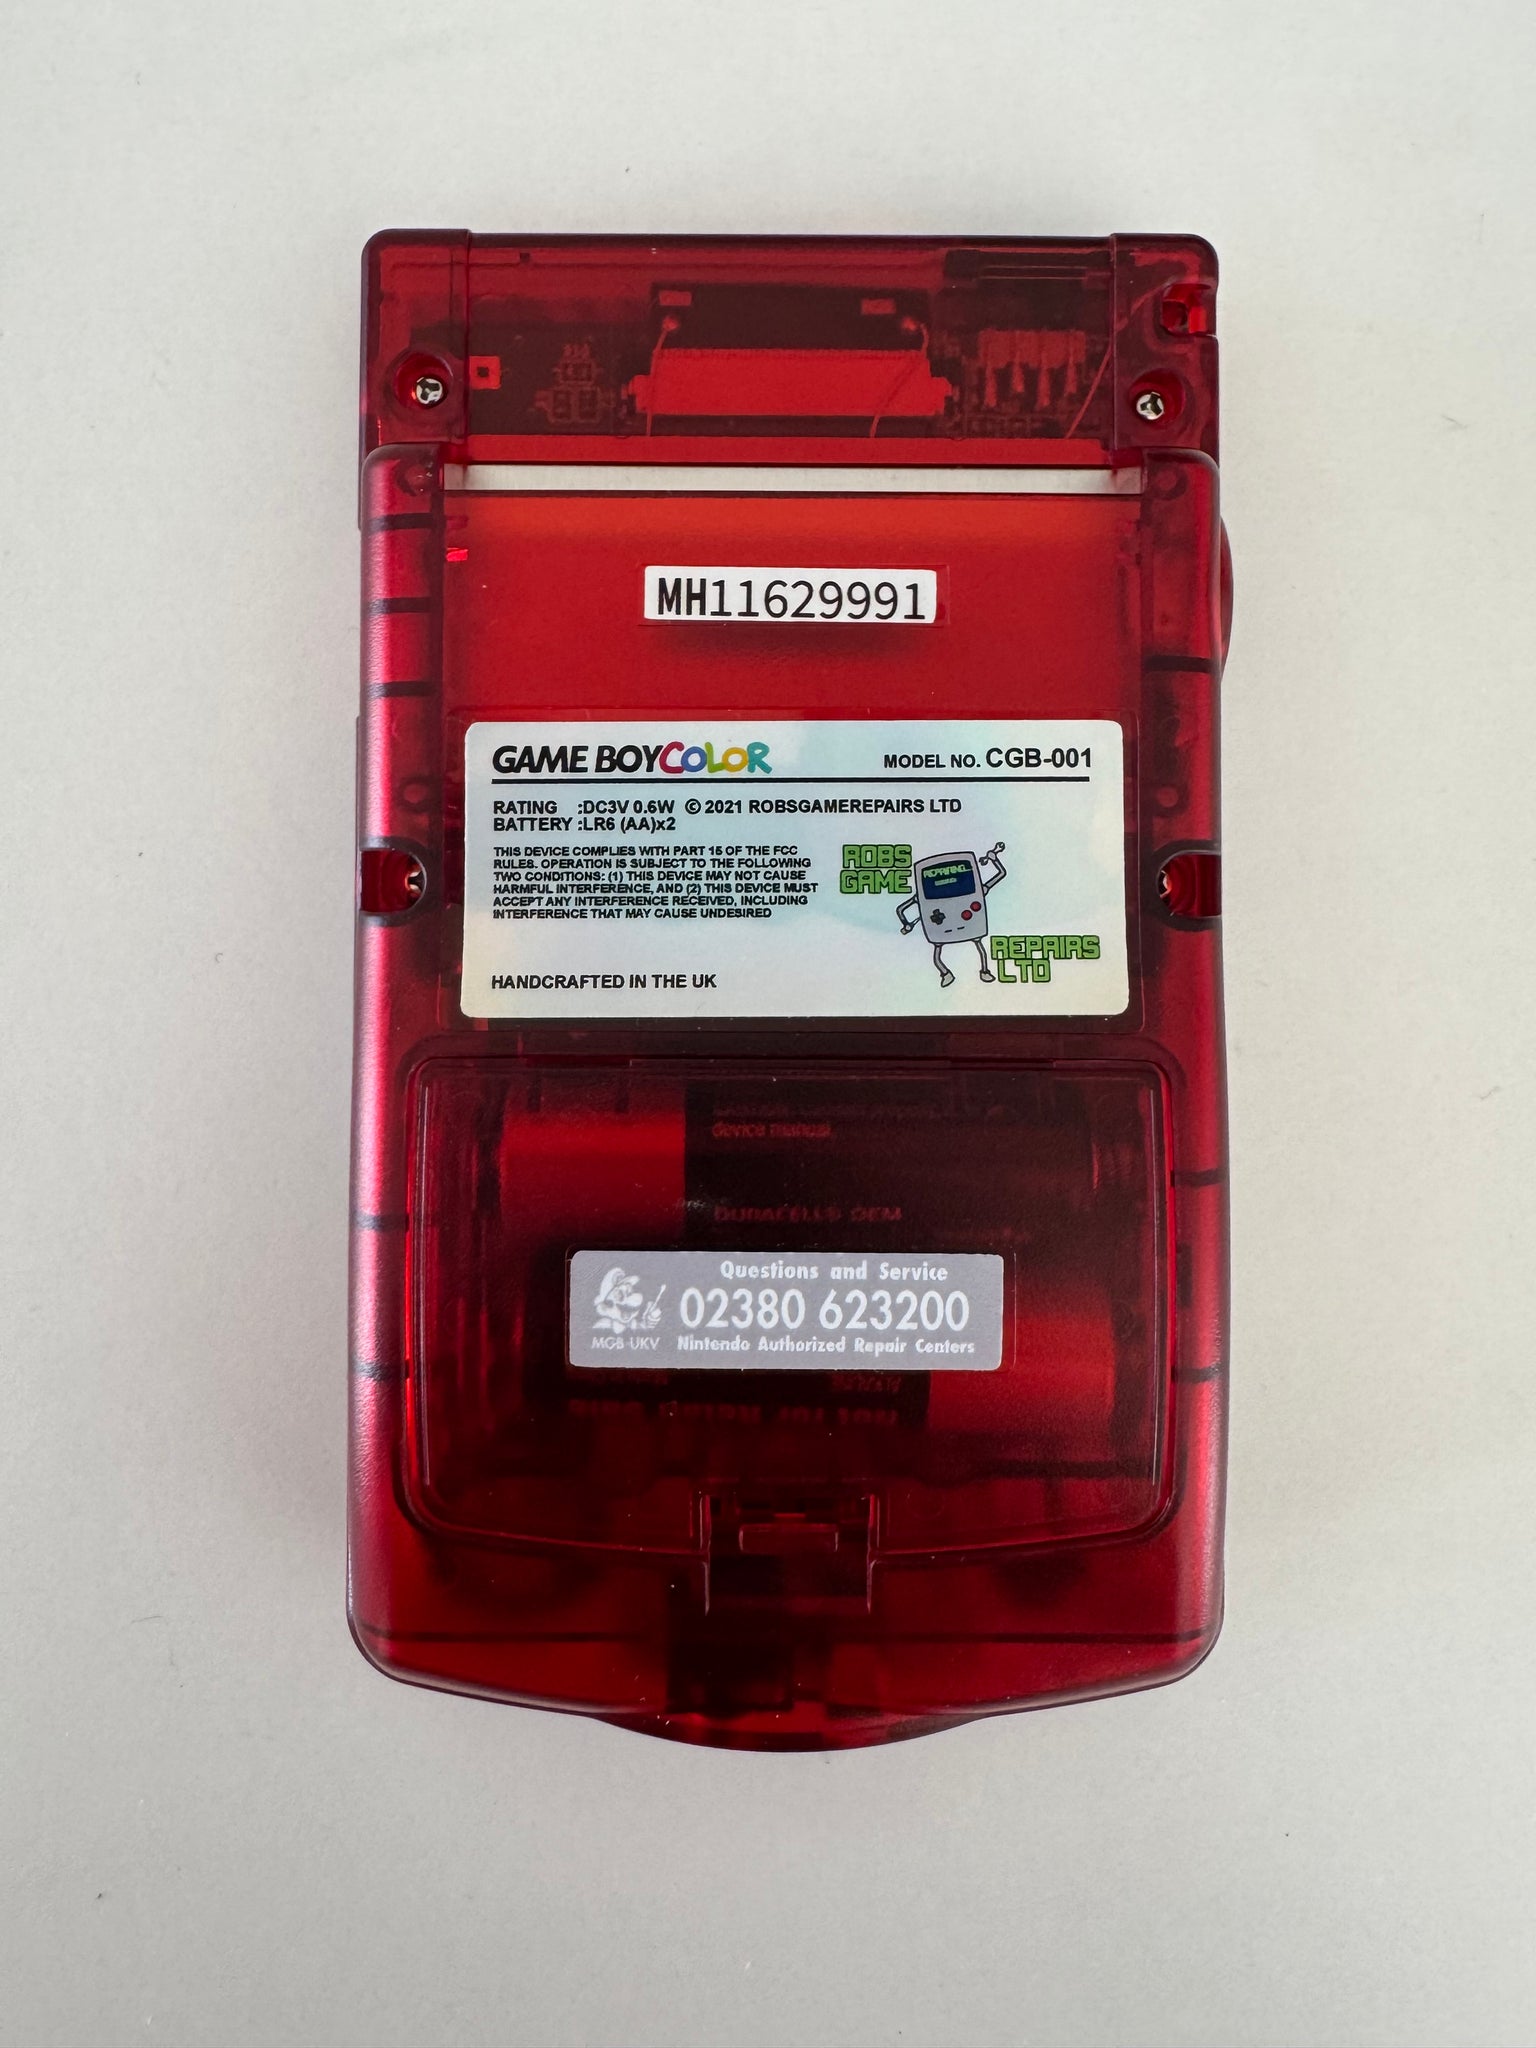 MH11629991
GAME BOY COLOR
MODEL NO. CGB-001
RATING :DC3V 0.6W © 2021 ROBSGAMEREPAIRS LTD
BATTERY :LR6 (AA)x2
THIS DEVICE COMPLIES WITH PART 15 OF THE FCC
RULES. OPERATION IS SUBJECT TO THE FOLLOWING
TWO CONDITIONS: (1) THIS DEVICE MAY NOT CAUSE
HARMFUL INTERFERENCE, AND (2) THIS DEVICE MUST
ACCEPT ANY INTERFERENCE RECEIVED, INCLUDING
INTERFERENCE THAT MAY CAUSE UNDESIRED
ROBS
GAME
REPAIRING...
REPAIRS
LTD
HANDCRAFTED IN THE UK
device manual.
DURACELL® OEM
Questions and Service
02380 623200
MGB-UKV Nintendo Authorized Repair Centers